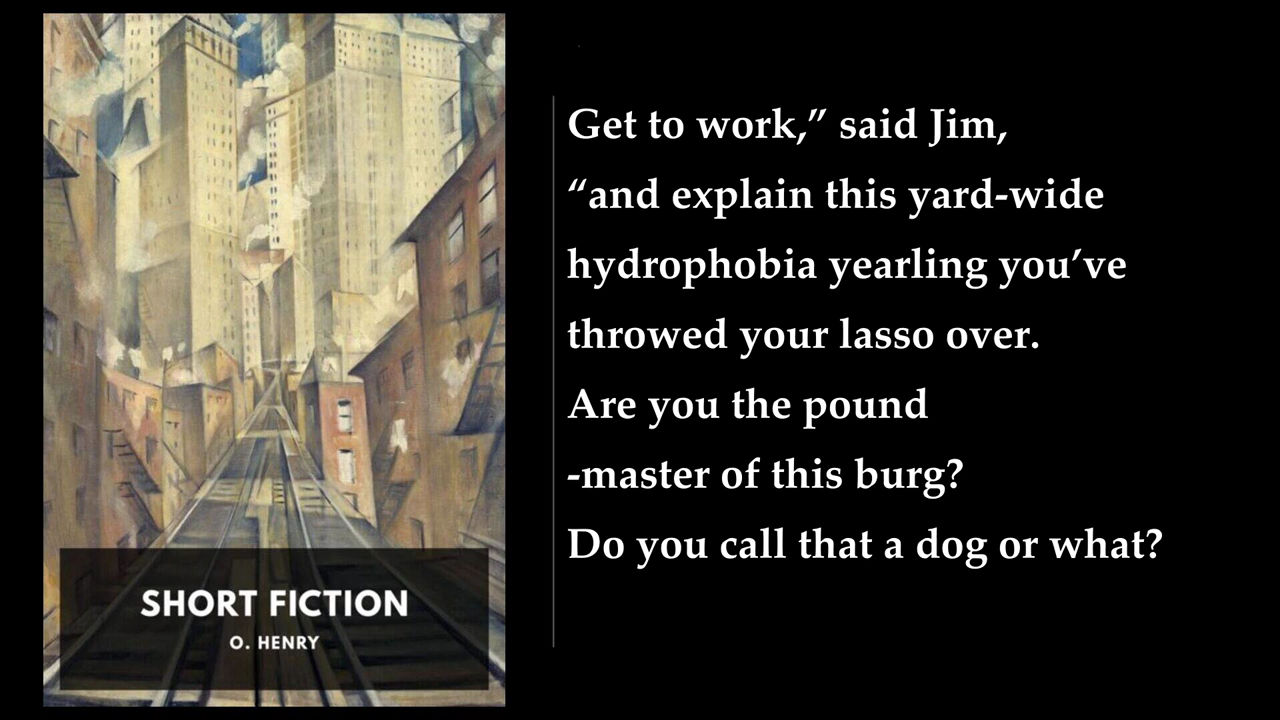 SHORT FICTION
O. HENRY
Get to work,” said Jim,
“and explain this yard-wide
hydrophobia yearling you’ve
throwed your lasso over.
Are you the pound
-master of this burg?
Do you call that a dog or what?